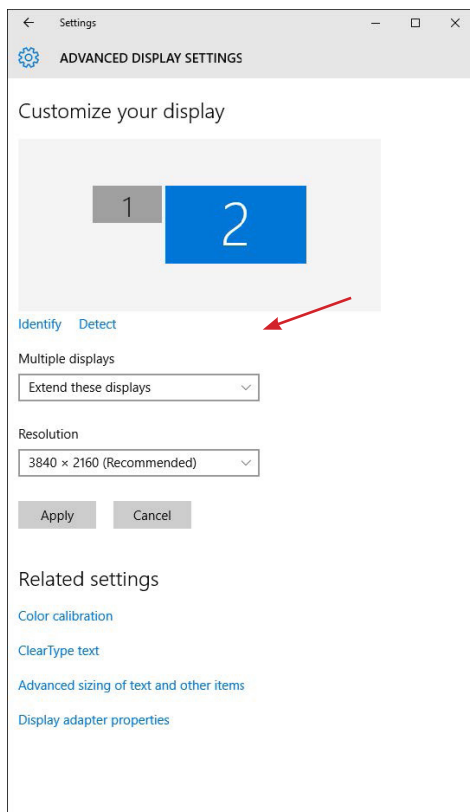 Settings
ADVANCED DISPLAY SETTINGS
Customize your display
1
2
Identify Detect
Multiple displays
Extend these displays
Resolution
3840 × 2160 (Recommended)
Apply Cancel
Related settings
Color calibration
ClearType text
Advanced sizing of text and other items
Display adapter properties